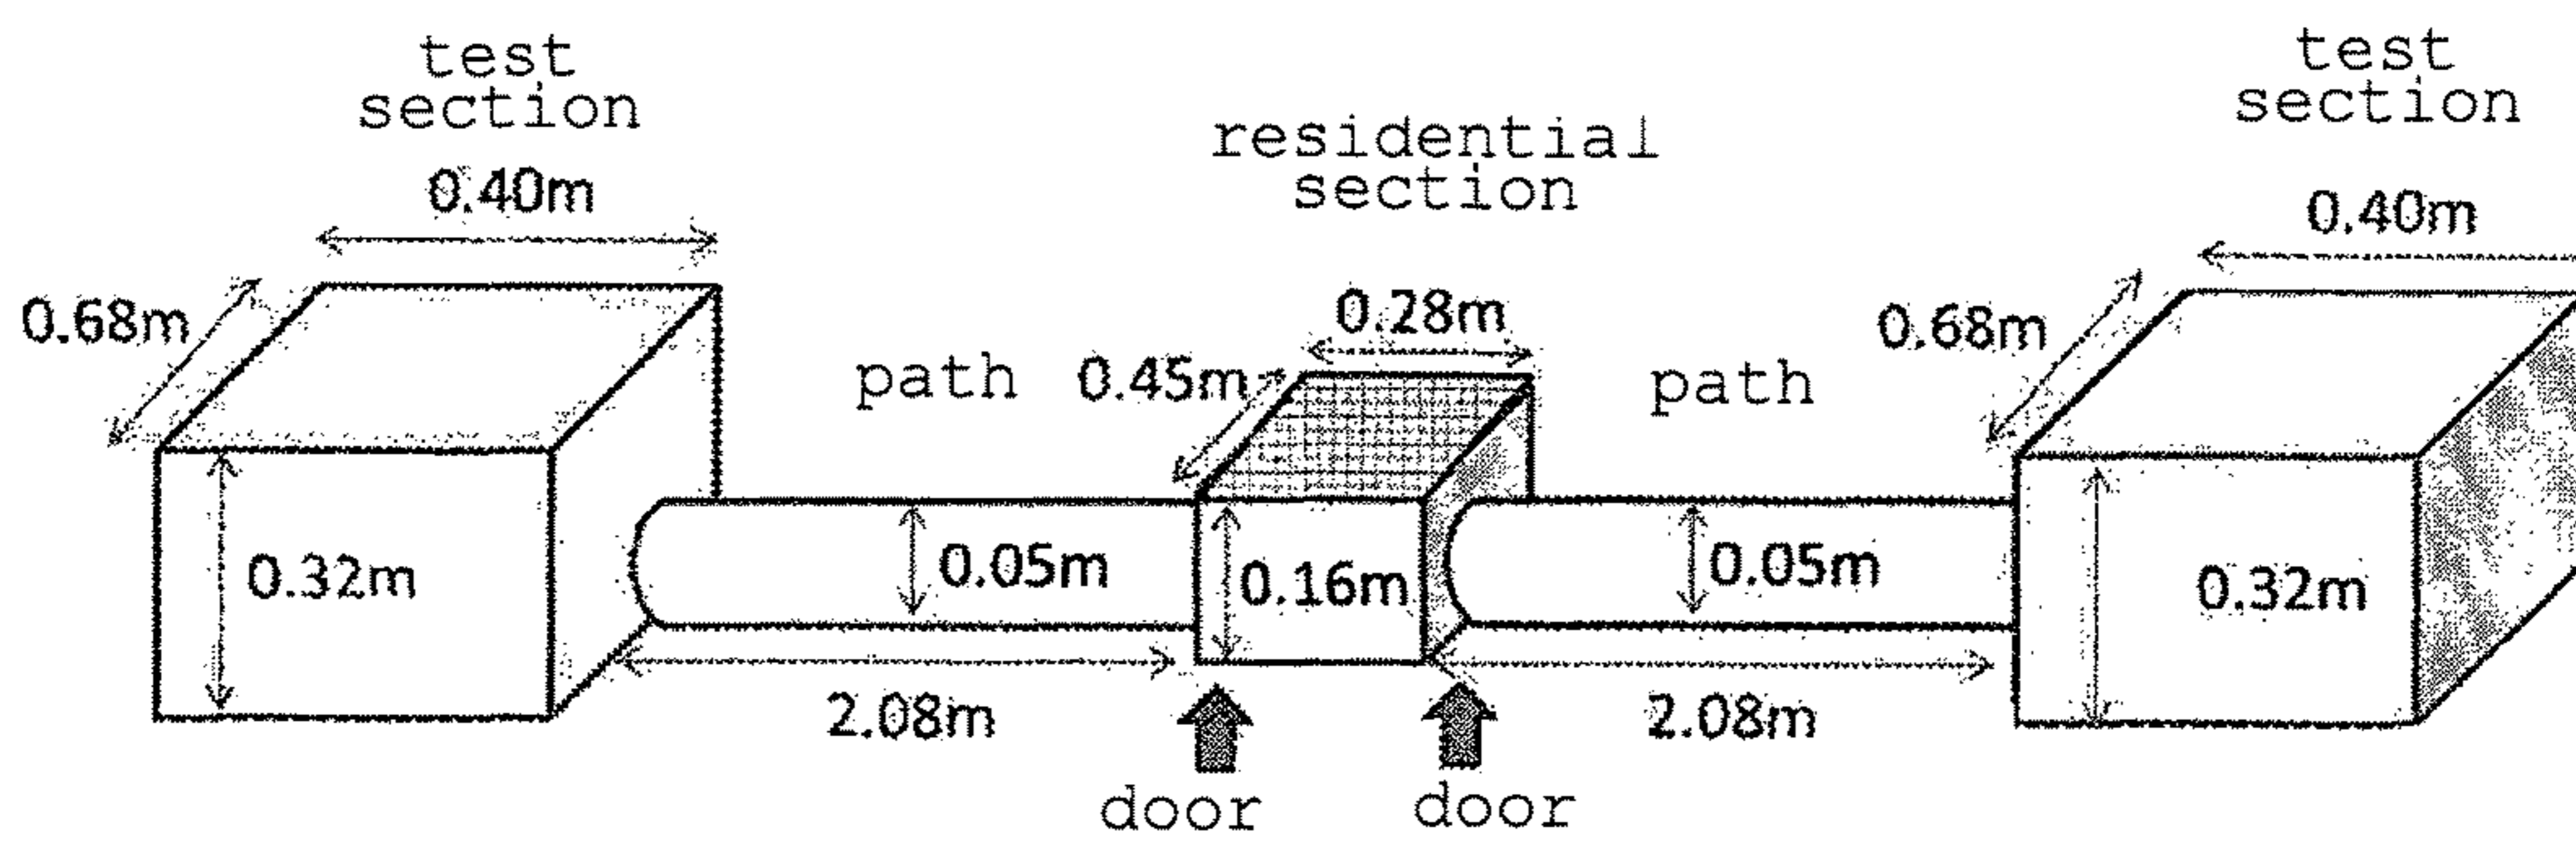 test
section
0.40m
0.68m
0.32m
path
0.05m
2.08m
residential
section
0.28m
0.45m
0.16m
door
door
path
0.05m
2.08m
test
section
0.40m
0.68m
0.32m